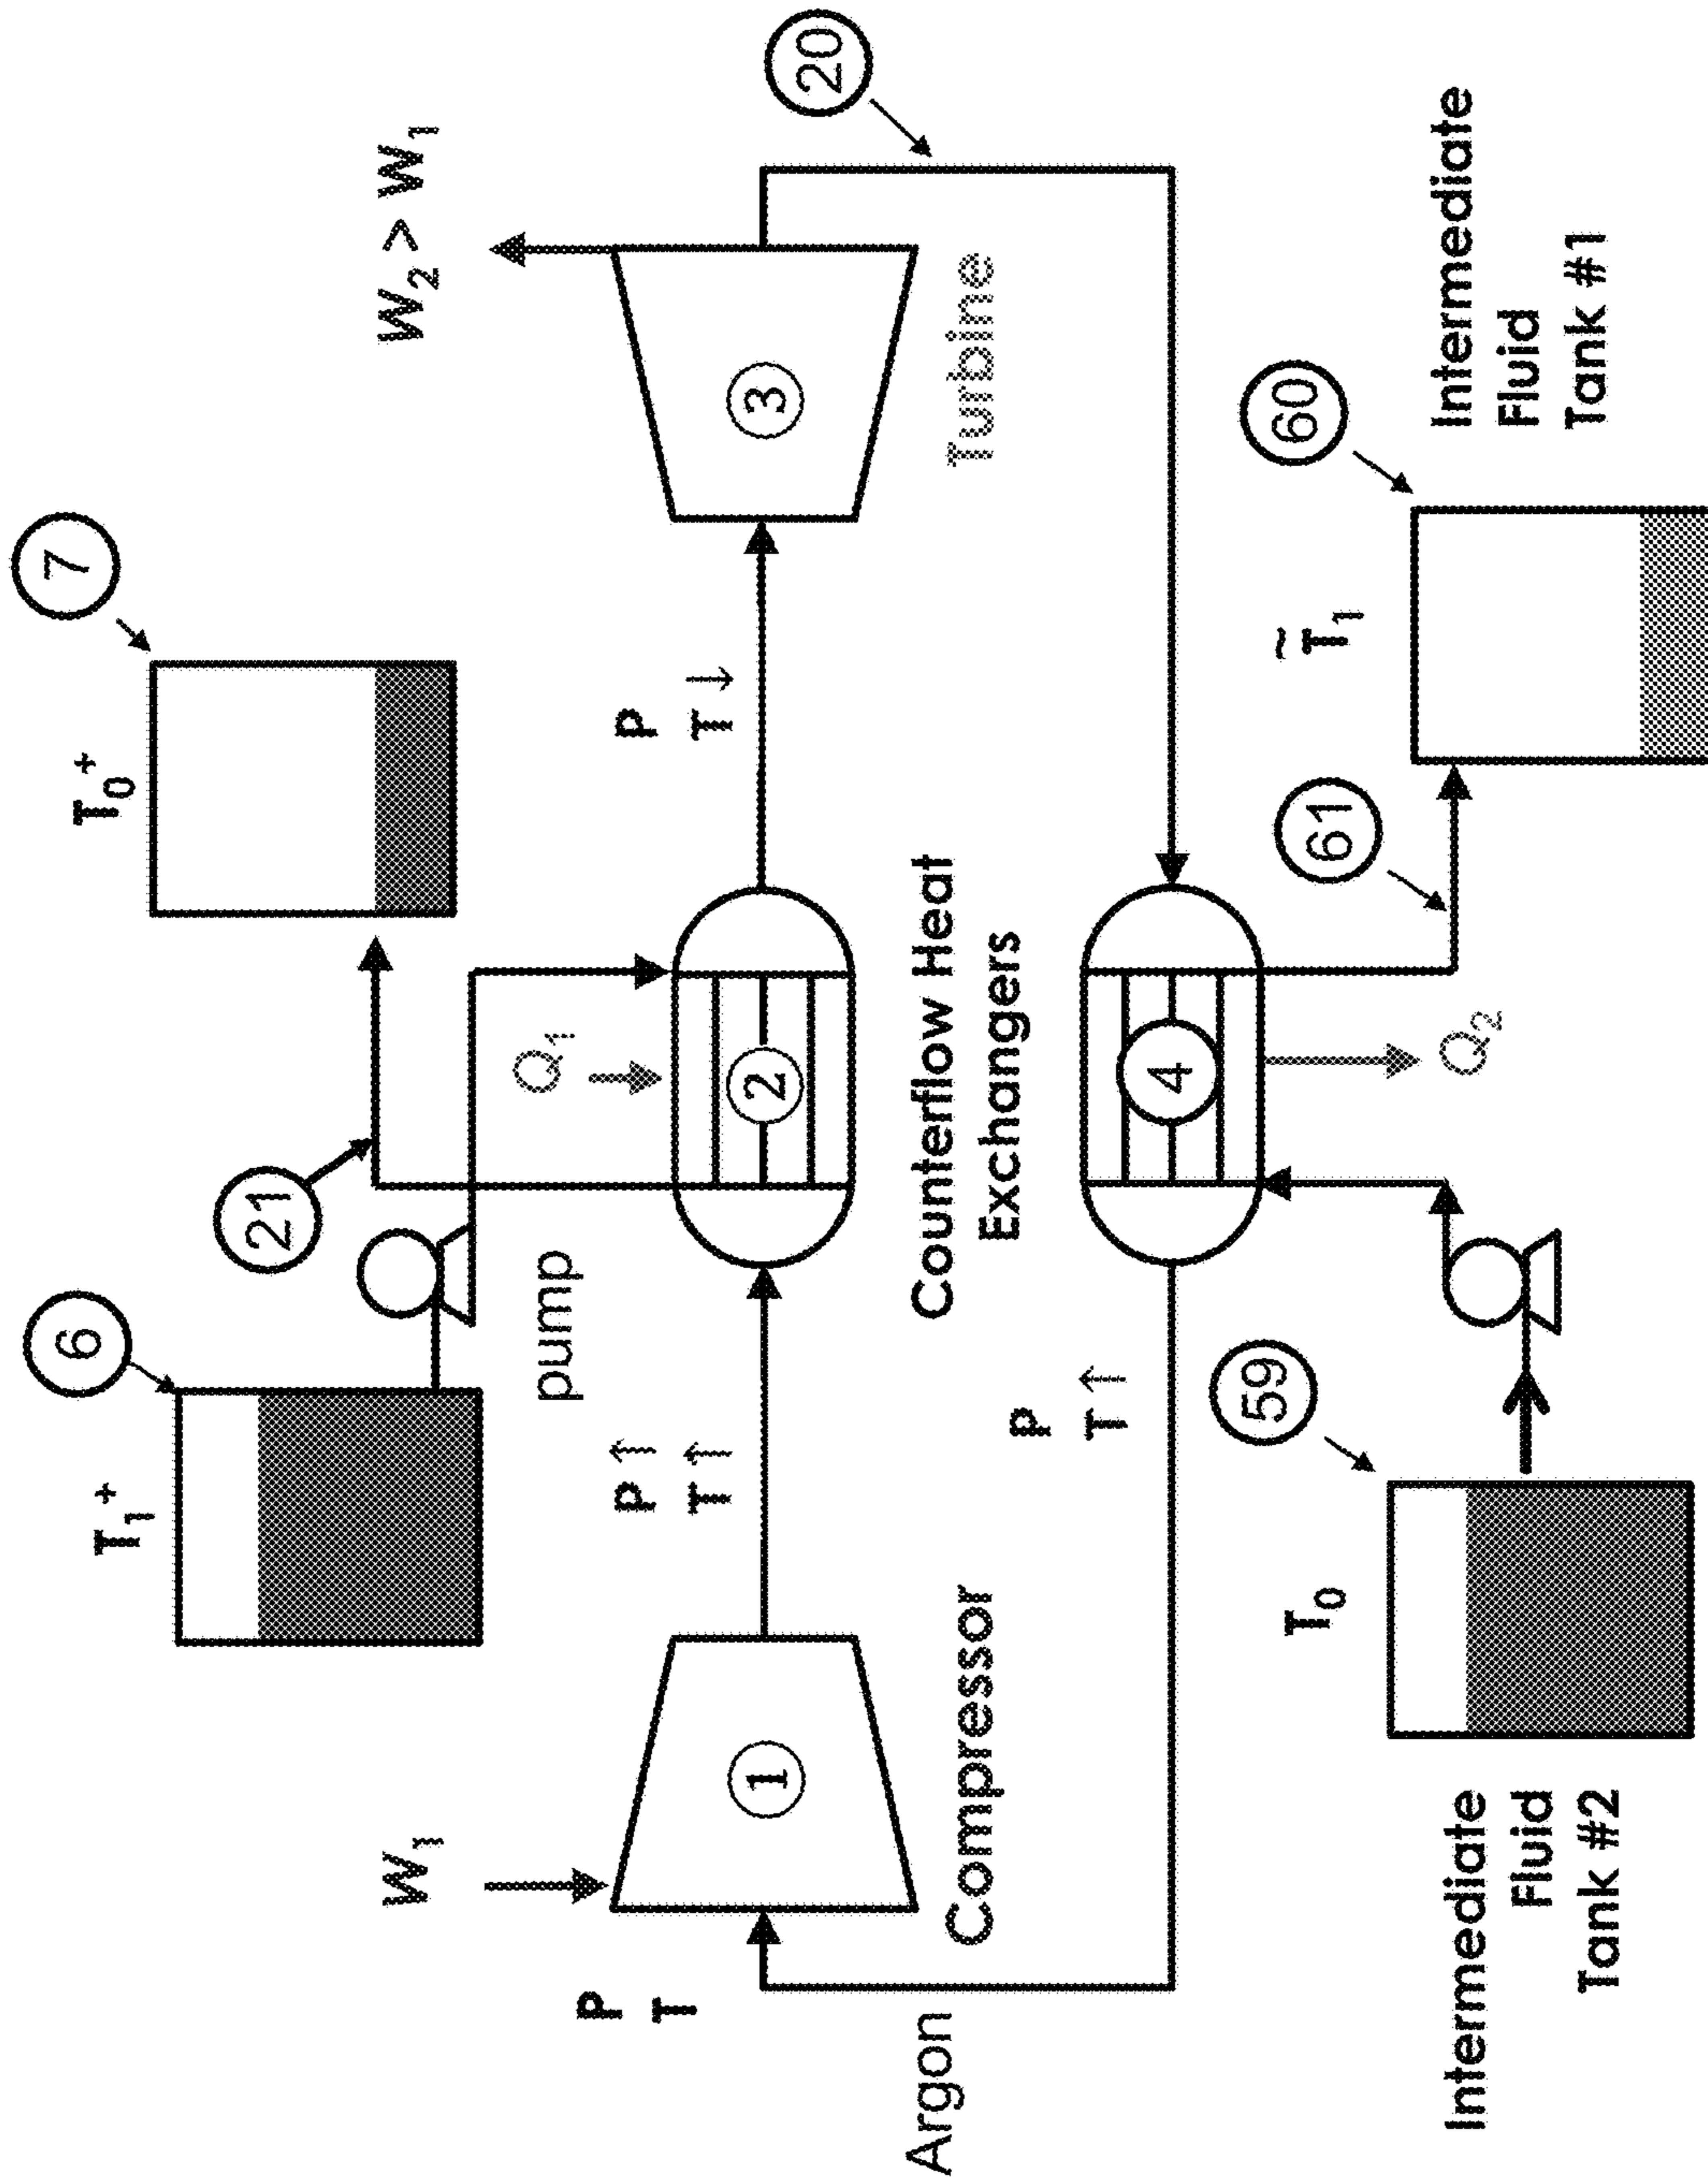 6
7
T₁⁺
T₀⁺
21
W₁
W₂ > W₁
pump
Q₁
P
T
P↑
T↑
P
T↓
1
2
3
20
Argon
Compressor
Counterflow Heat
Exchangers
Turbine
P
T↑
4
59
61
60
T₀
T̃₁
Q₂
Intermediate
Fluid
Tank #2
Intermediate
Fluid
Tank #1